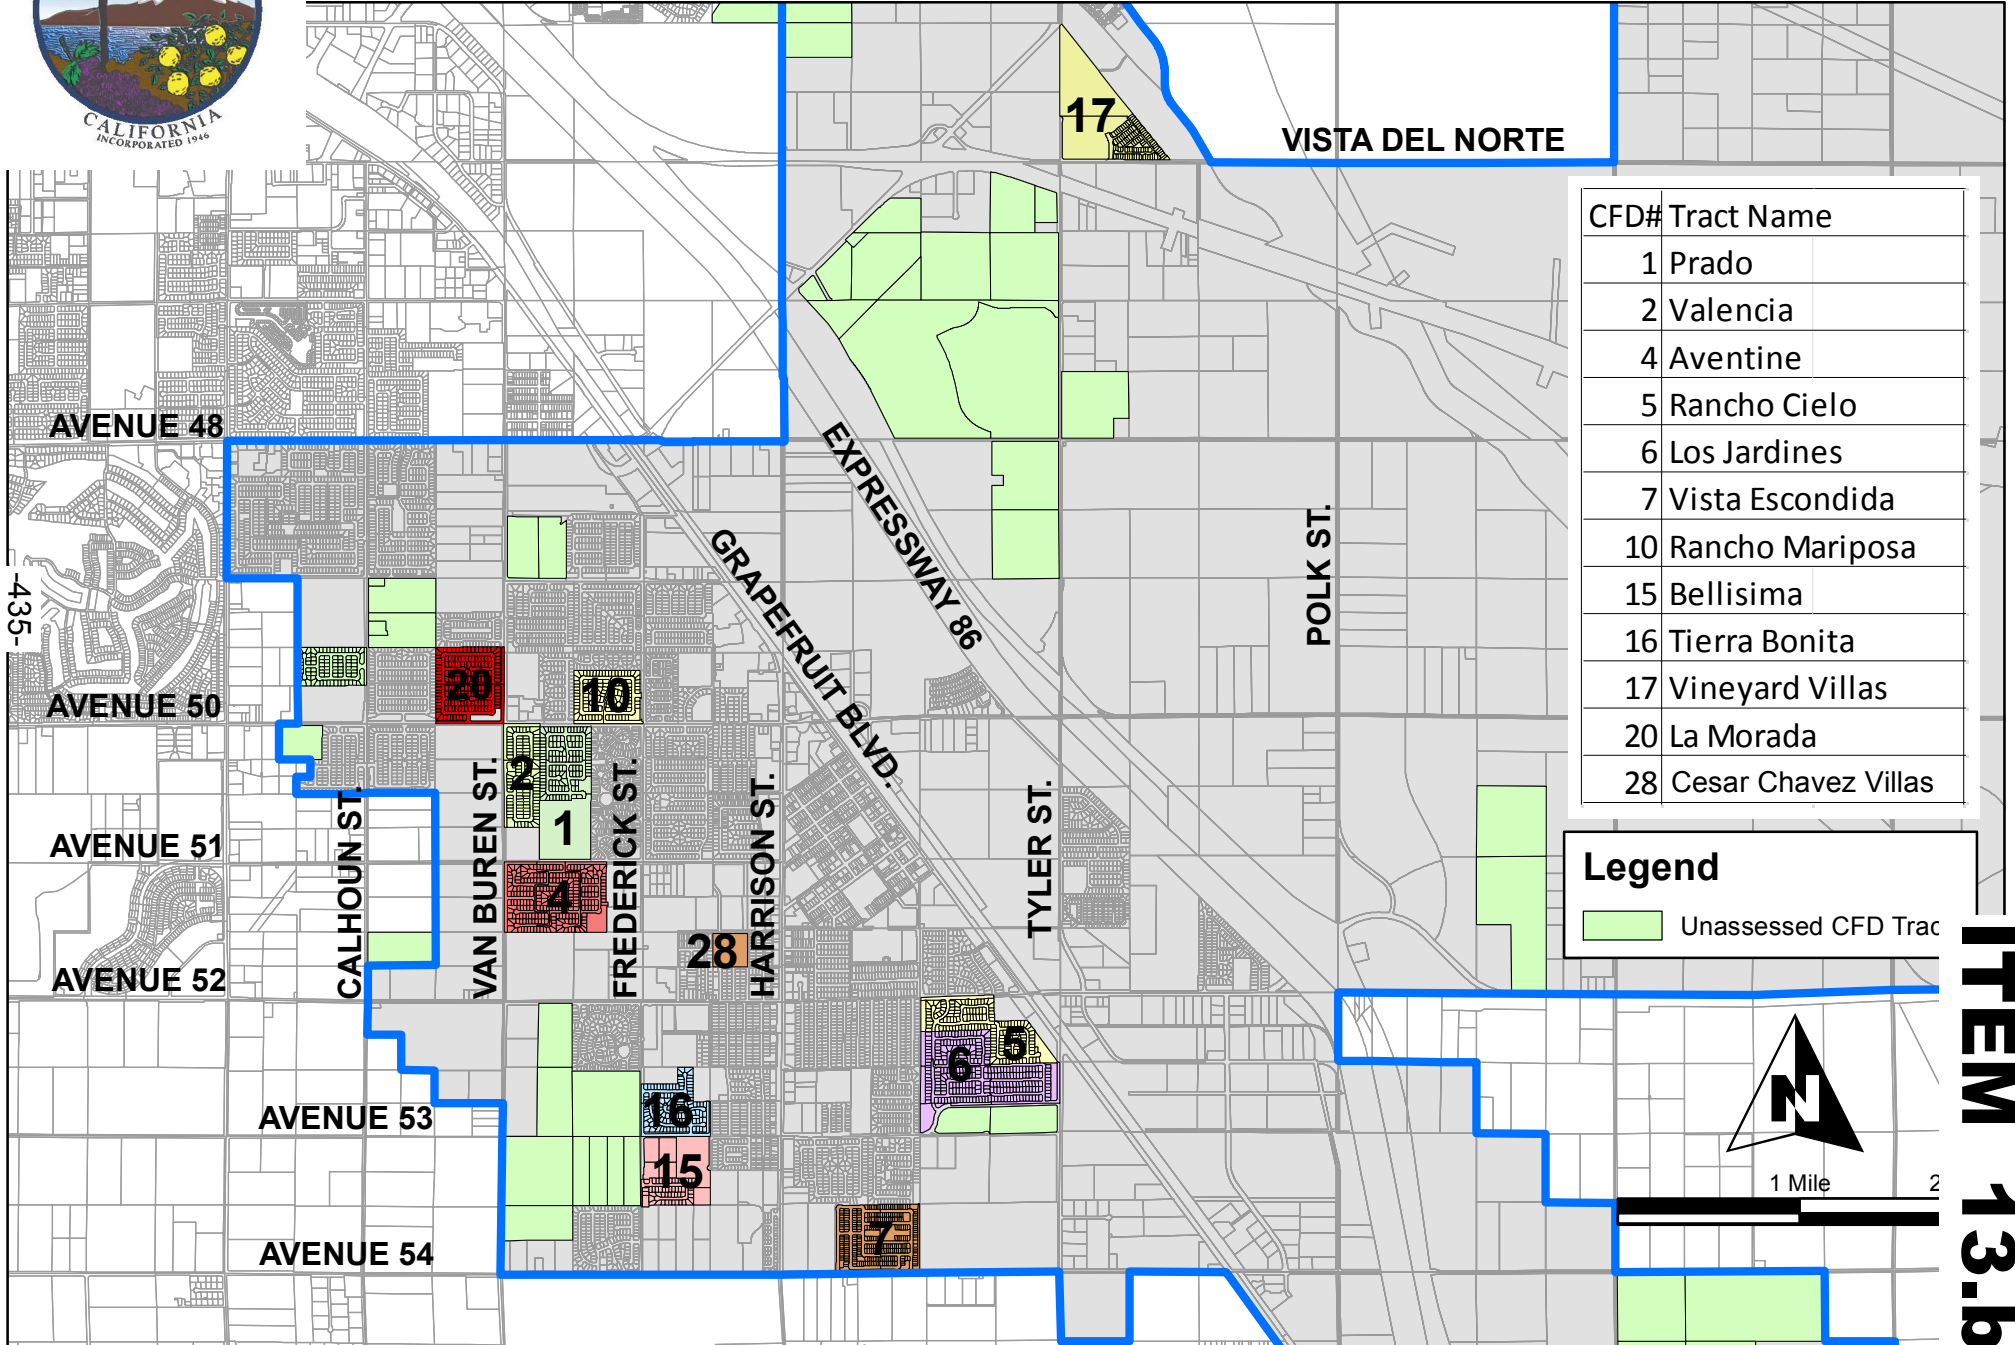 CALIFORNIA
INCORPORATED 1946
17
VISTA DEL NORTE
CFD# Tract Name
1 Prado
2 Valencia
4 Aventine
5 Rancho Cielo
6 Los Jardines
7 Vista Escondida
10 Rancho Mariposa
15 Bellisima
16 Tierra Bonita
17 Vineyard Villas
20 La Morada
28 Cesar Chavez Villas
AVENUE 48
EXPRESSWAY 86
GRAPEFRUIT BLVD.
POLK ST.
-435-
20
10
AVENUE 50
2
1
VAN BUREN ST.
FREDERICK ST.
HARRISON ST.
CALHOUN ST.
TYLER ST.
AVENUE 51
4
28
AVENUE 52
Legend
Unassessed CFD Trac
ITEM 13.b
5
6
16
AVENUE 53
15
N
1 Mile
2
7
AVENUE 54